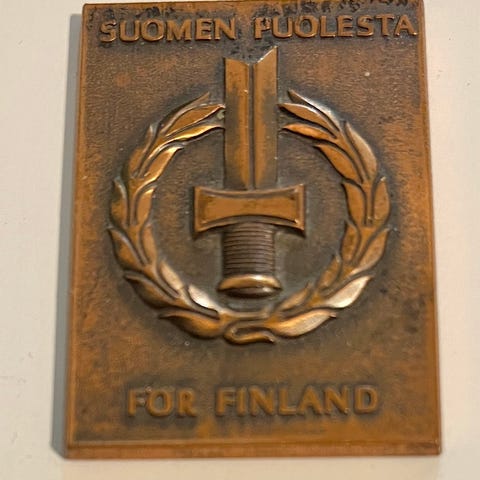 SUOMEN PUOLESTA
FÖR FINLAND